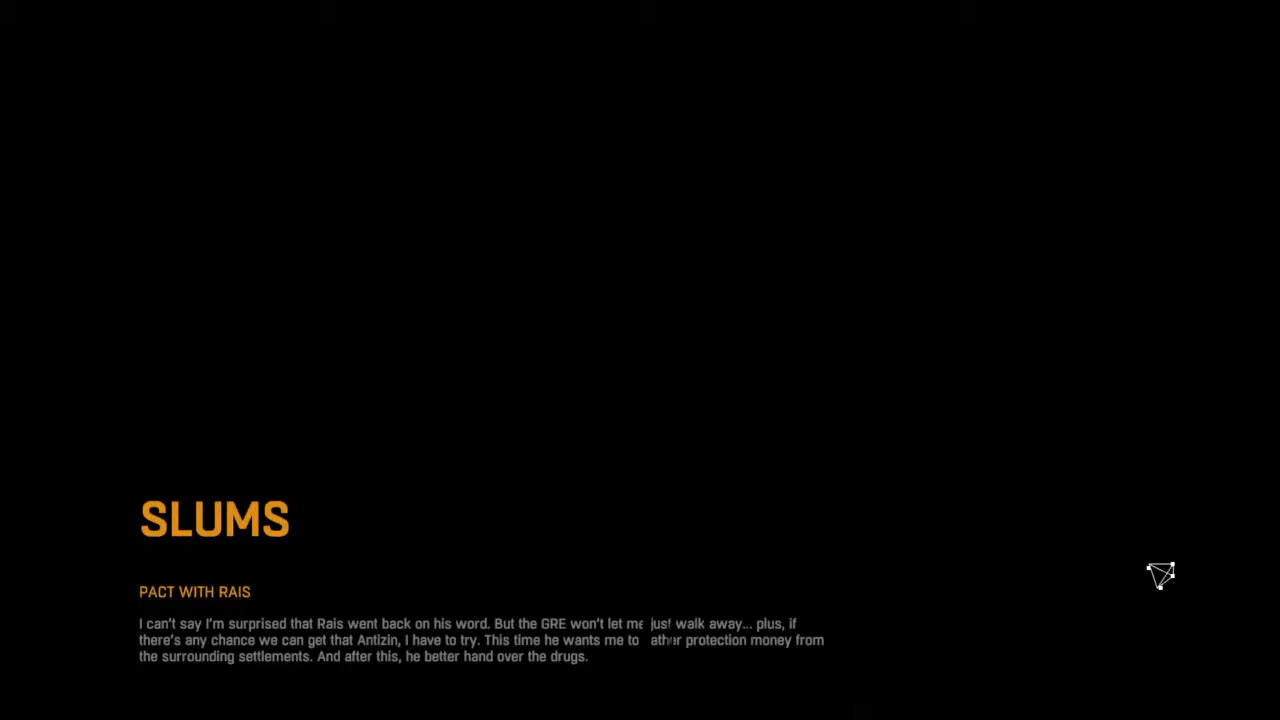 SLUMS
PACT WITH RAIS
I can't say I'm surprised that Rais went back on his word. But the GRE won't let me just walk away... plus, if
there's any chance we can get that Antizin, I have to try. This time he wants me to ather protection money from
the surrounding settlements. And after this, he better hand over the drugs.